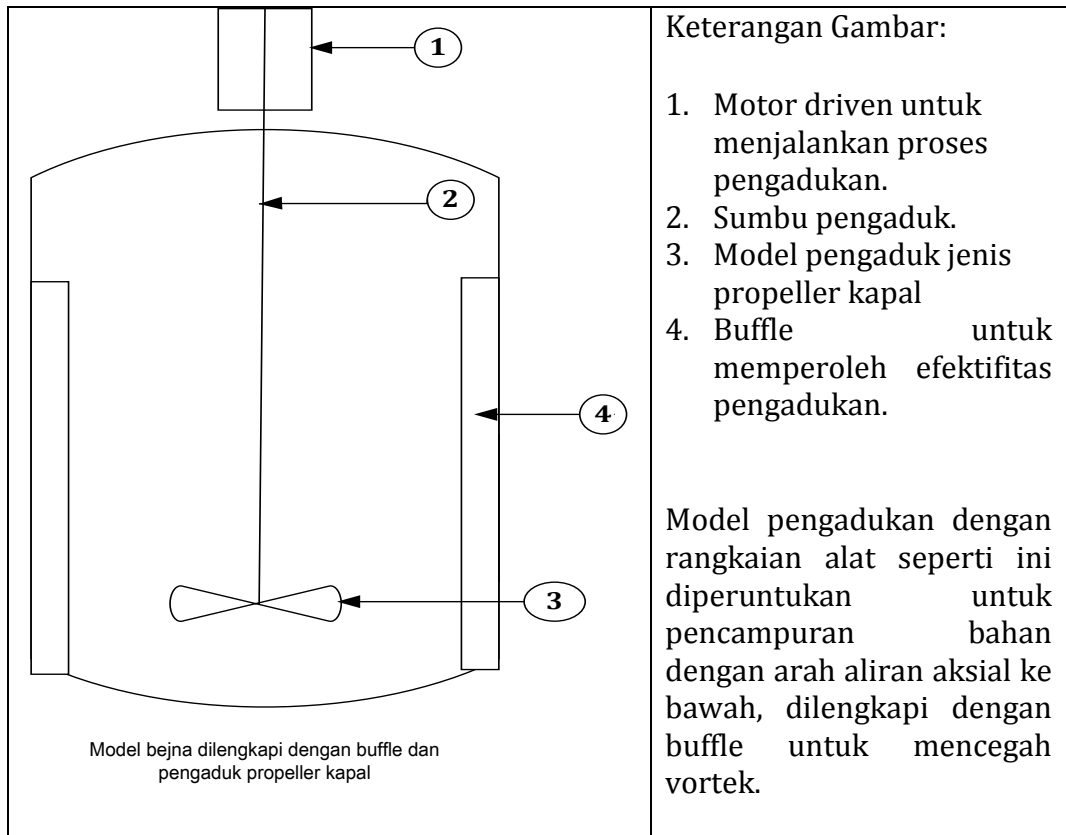 1
2
4
3
Model bejna dilengkapi dengan buffle dan
pengaduk propeller kapal
Keterangan Gambar:
1. Motor driven untuk
menjalankan proses
pengadukan.
2. Sumbu pengaduk.
3. Model pengaduk jenis
propeller kapal
4. Buffle untuk
memperoleh efektifitas
pengadukan.
Model pengadukan dengan
rangkaian alat seperti ini
diperuntukan untuk
pencampuran bahan
dengan arah aliran aksial ke
bawah, dilengkapi dengan
buffle untuk mencegah
vortek.